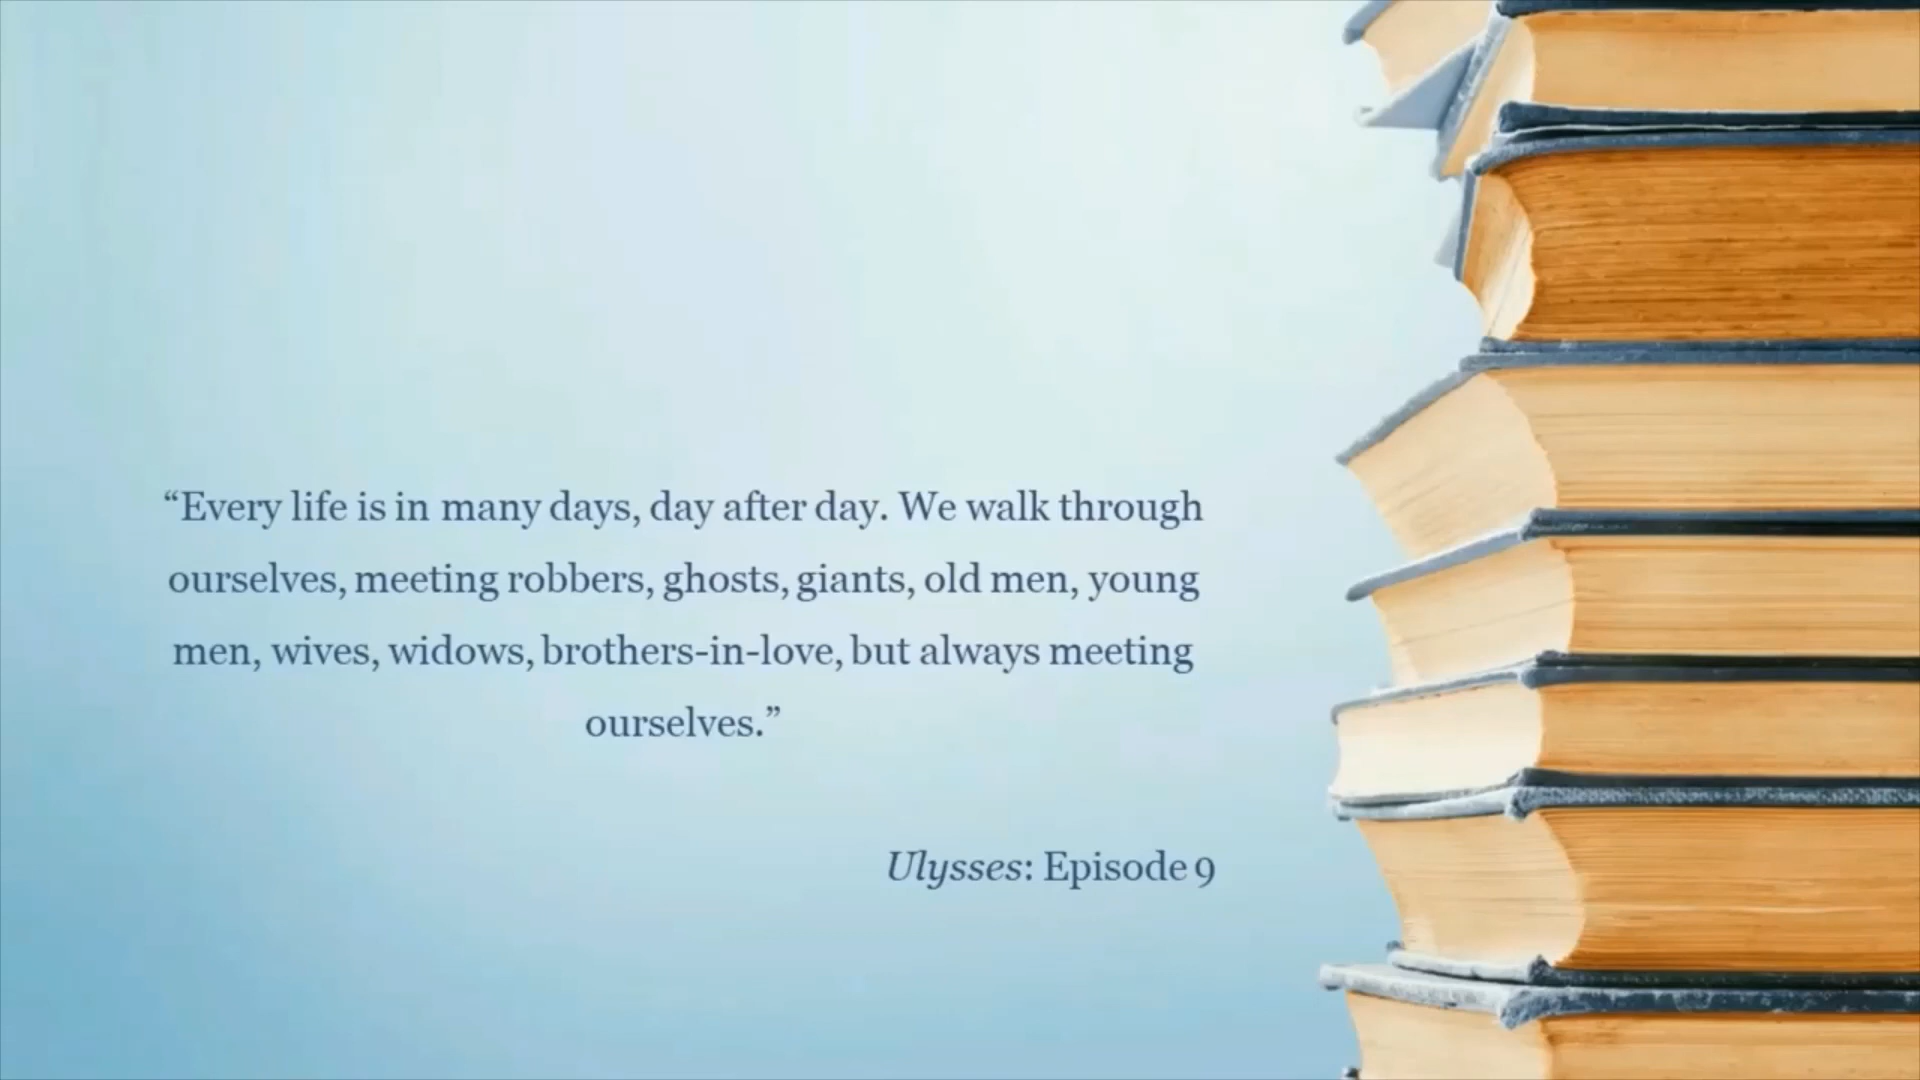 “Every life is in many days, day after day. We walk through
ourselves, meeting robbers, ghosts, giants, old men, young
men, wives, widows, brothers-in-love, but always meeting
ourselves.”
Ulysses: Episode 9